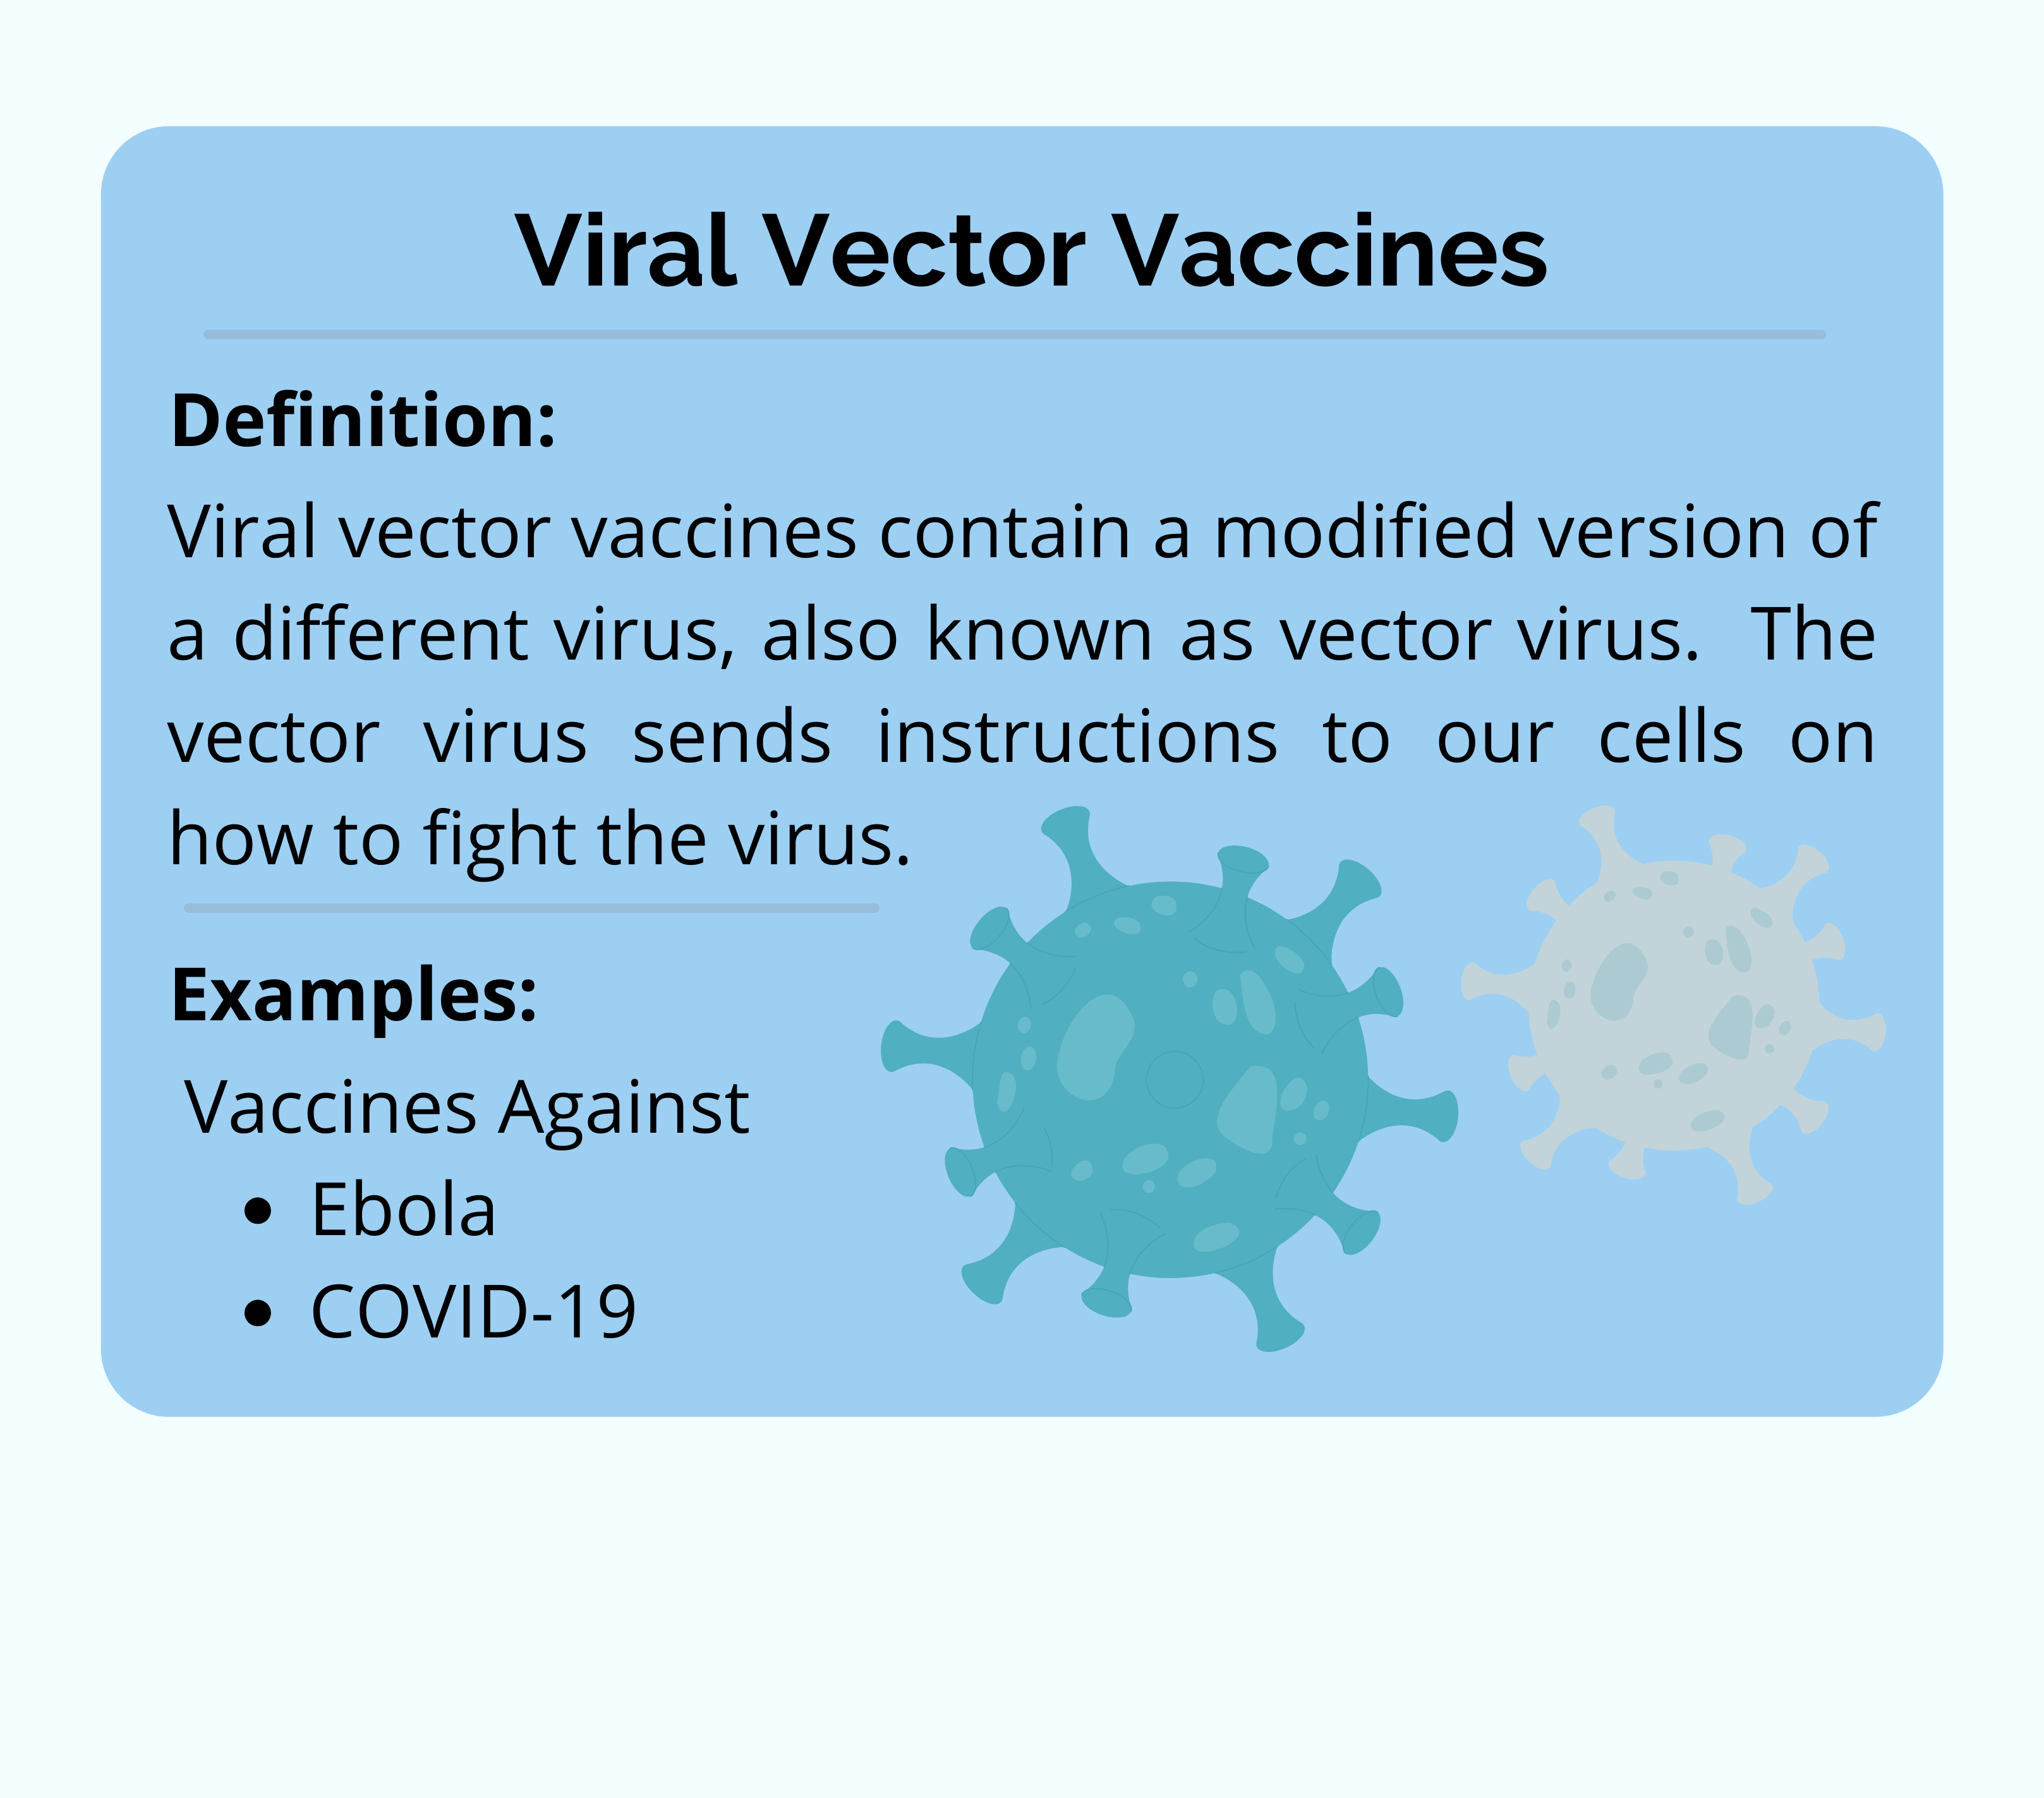 Viral Vector Vaccines
Definition:
Viral vector vaccines contain a modified version of
a different virus, also known as vector virus. The
vector virus sends instructions to our cells on
how to fight the virus.
Examples:
Vaccines Against
• Ebola
• COVID-19